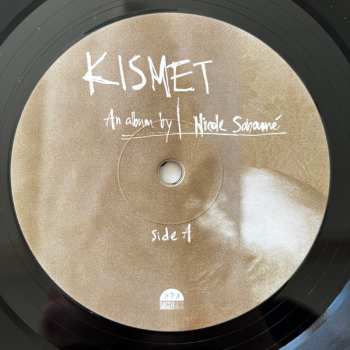 KISMET
An album by Nicole Sabouné
Side A